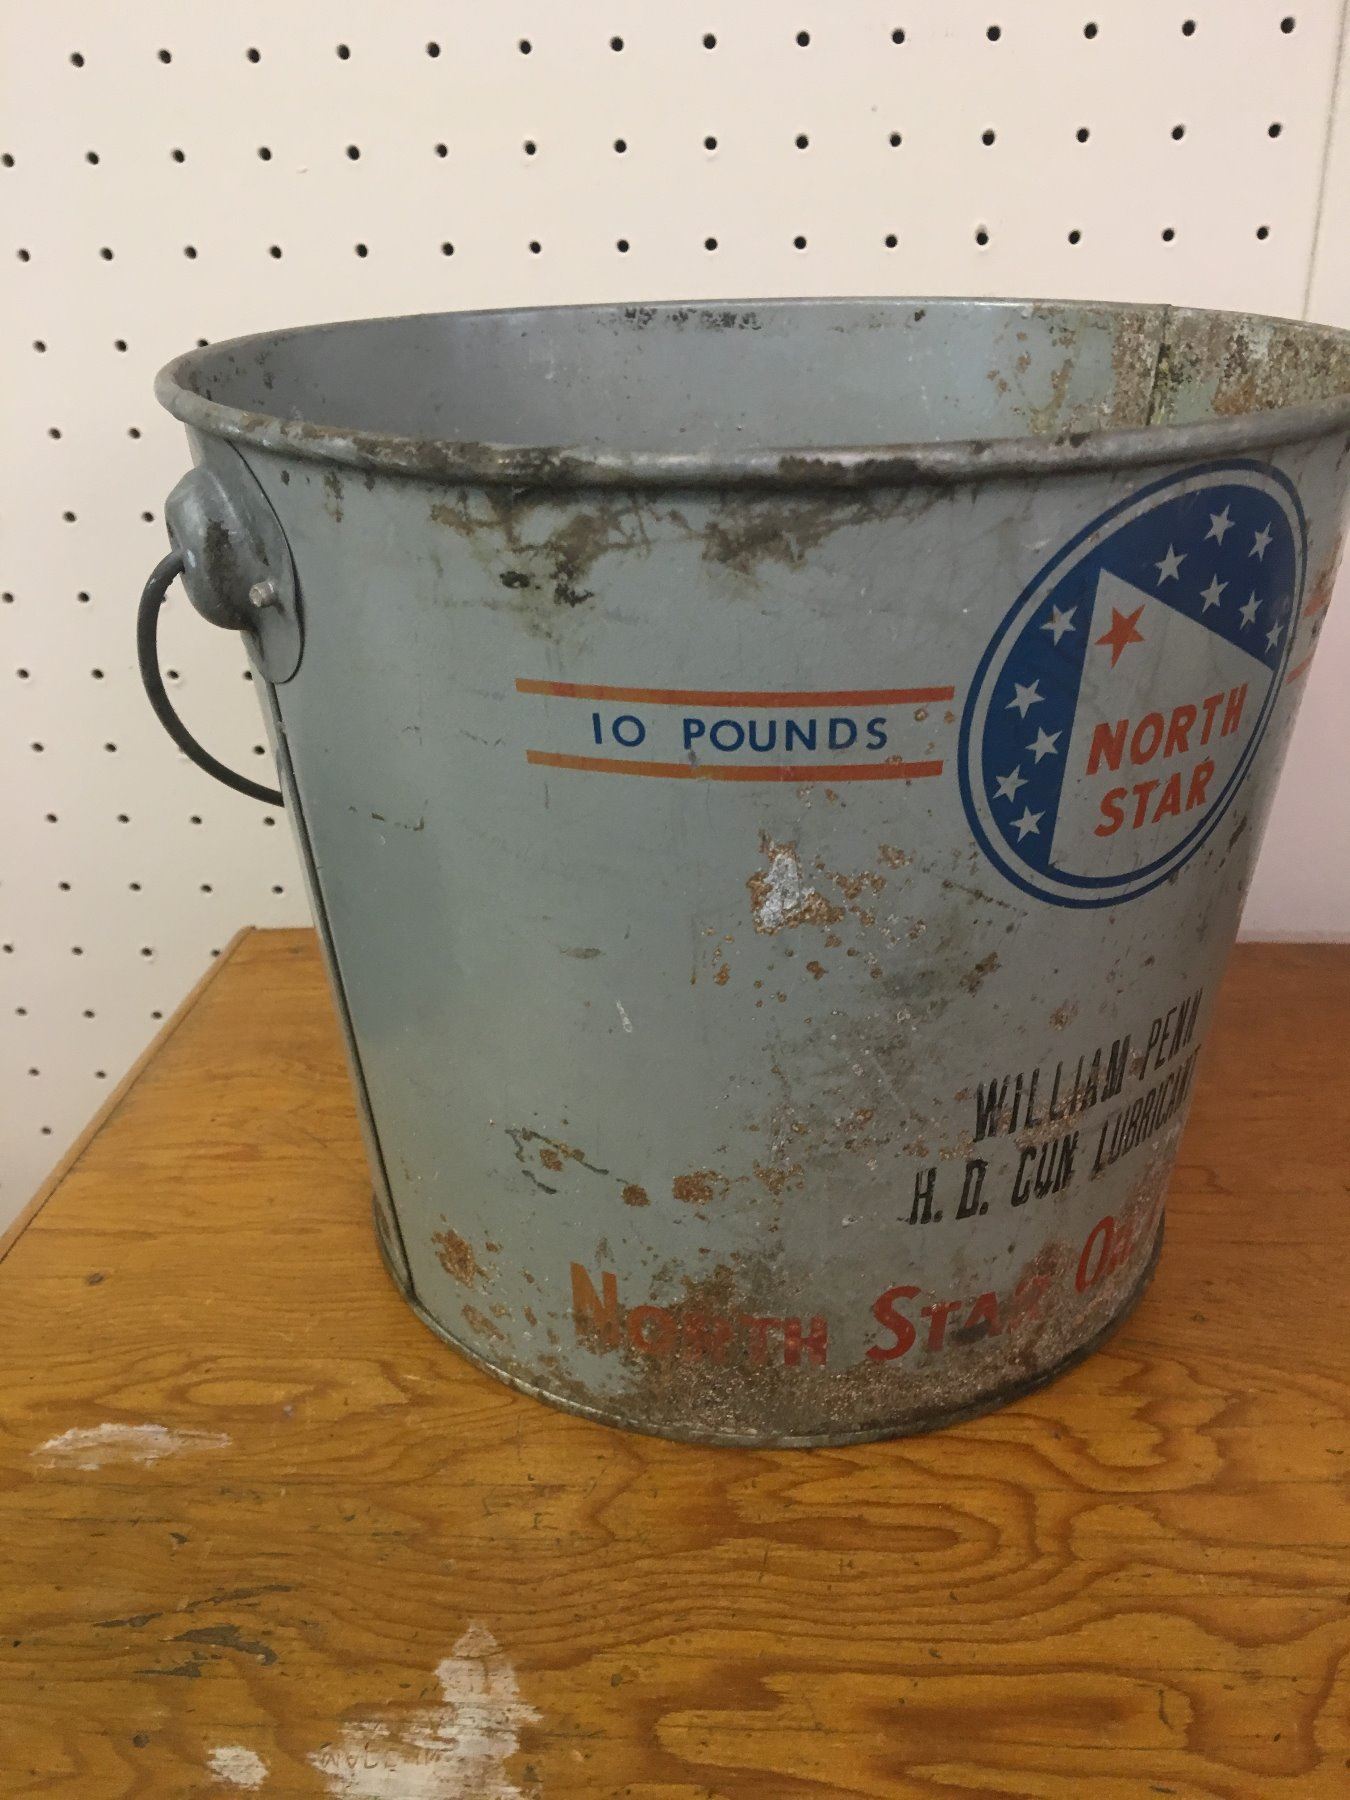 10 POUNDS
NORTH
STAR
WILLIAM PENN
H. D. GUN LUBRICANT
NORTH STAR